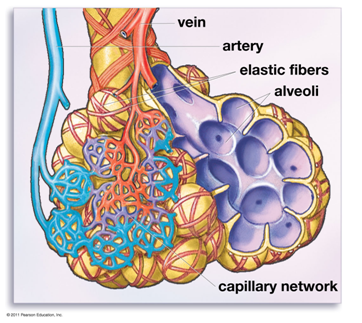 vein
artery
elastic fibers
alveoli
capillary network
© 2011 Pearson Education, Inc.